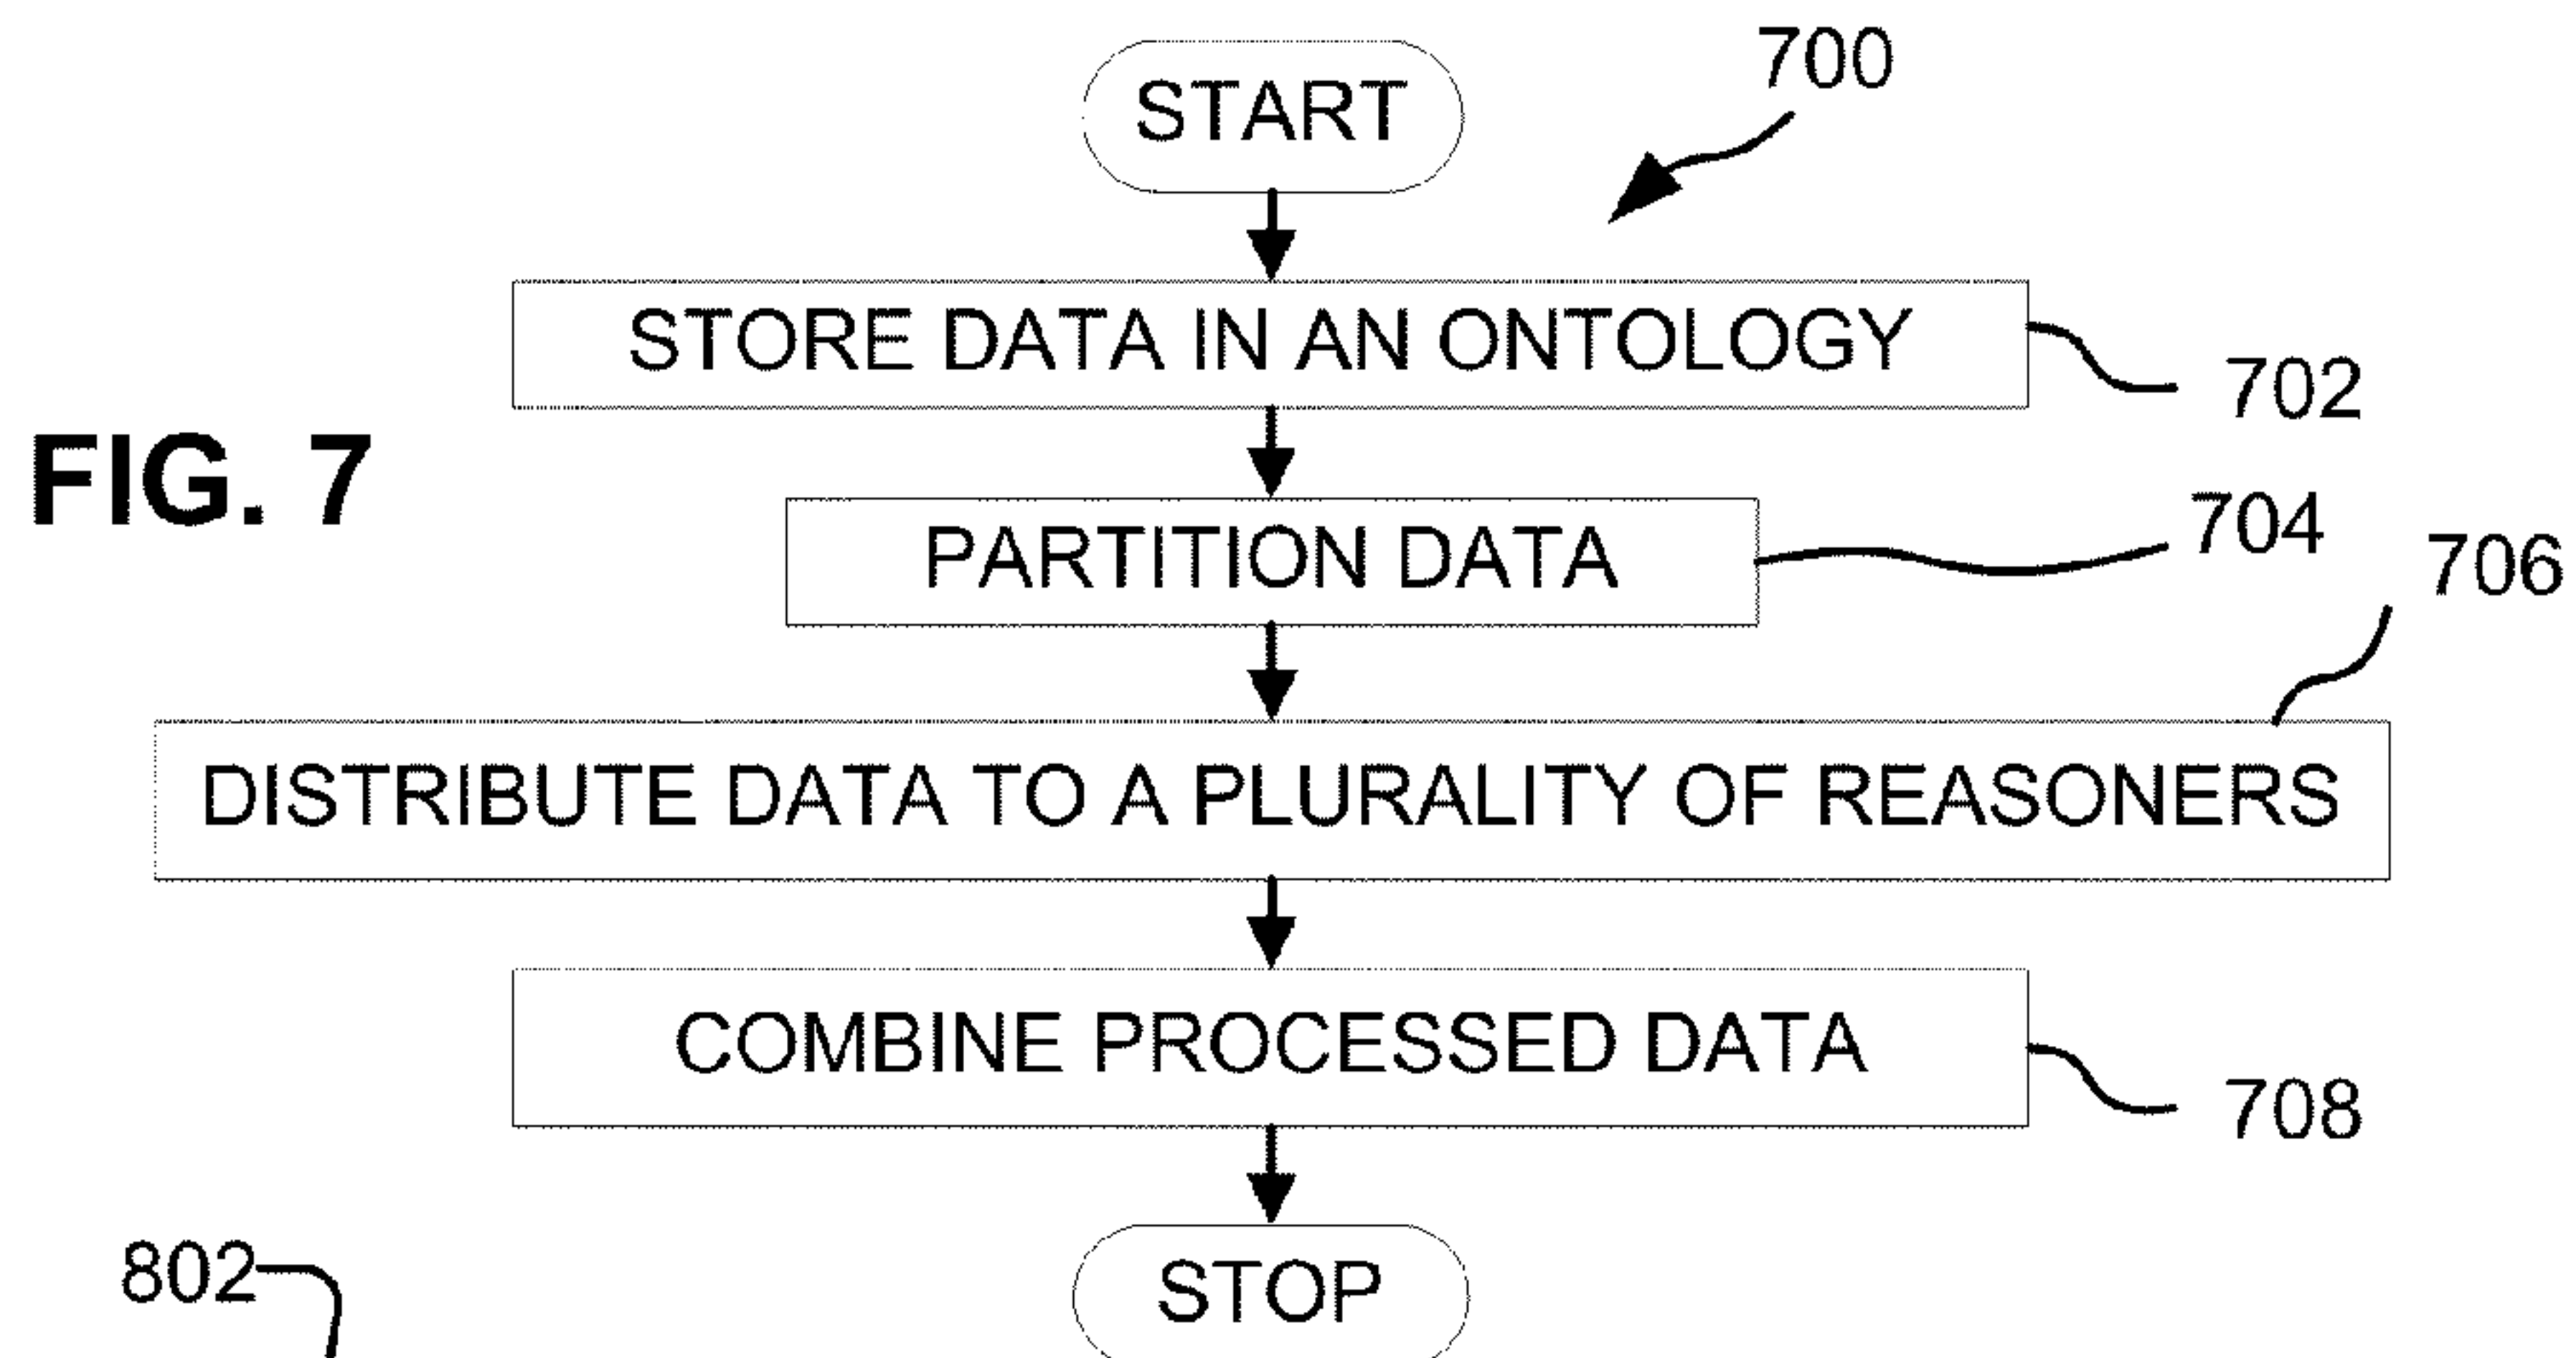 START
700
STORE DATA IN AN ONTOLOGY
702
FIG. 7
PARTITION DATA
704
706
DISTRIBUTE DATA TO A PLURALITY OF REASONERS
COMBINE PROCESSED DATA
708
802
STOP